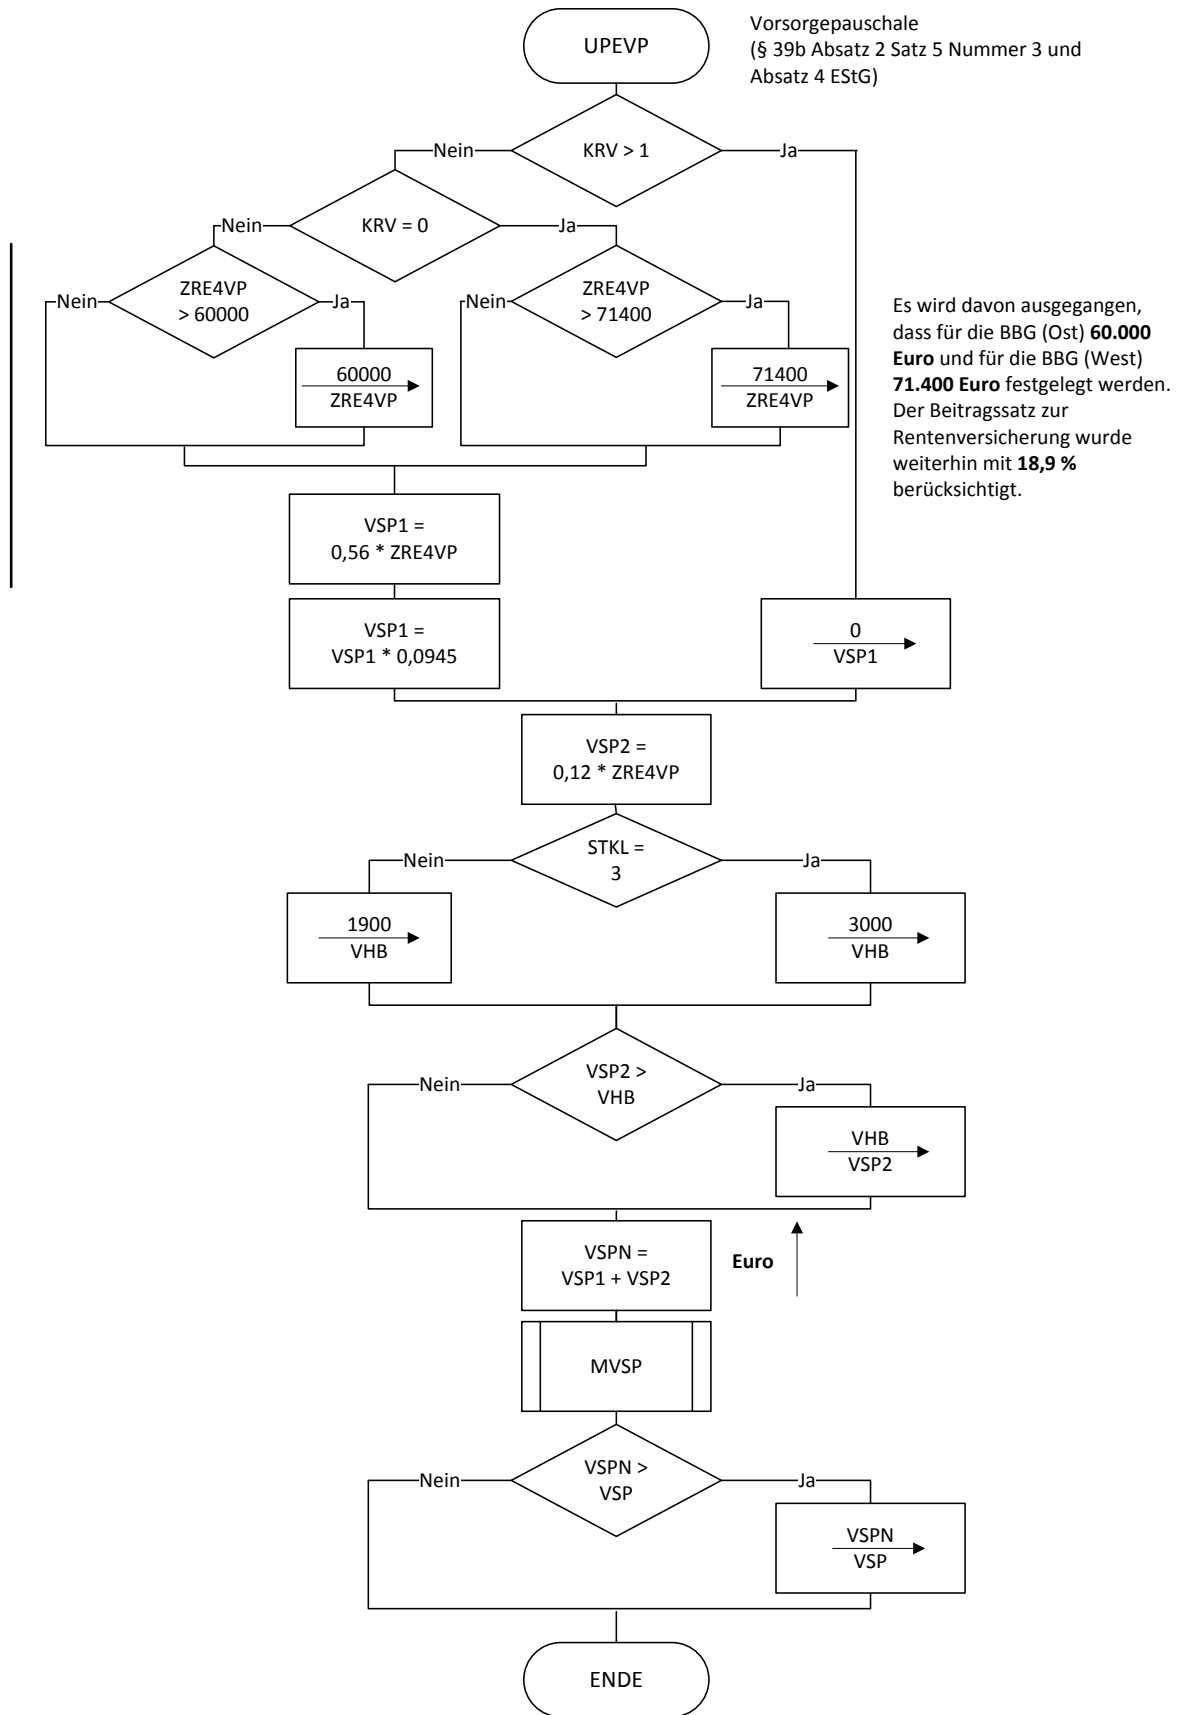 UPEVP
Vorsorgepauschale
(§ 39b Absatz 2 Satz 5 Nummer 3 und
Absatz 4 EStG)
Nein
KRV > 1
Ja
Nein
KRV = 0
Ja
Nein
ZRE4VP
> 60000
Ja
Nein
ZRE4VP
> 71400
Ja
60000
ZRE4VP
71400
ZRE4VP
Es wird davon ausgegangen,
dass für die BBG (Ost) 60.000
Euro und für die BBG (West)
71.400 Euro festgelegt werden.
Der Beitragssatz zur
Rentenversicherung wurde
weiterhin mit 18,9 %
berücksichtigt.
VSP1 =
0,56 * ZRE4VP
VSP1 =
VSP1 * 0,0945
0
VSP1
VSP2 =
0,12 * ZRE4VP
Nein
STKL =
3
Ja
1900
VHB
3000
VHB
Nein
VSP2 >
VHB
Ja
VHB
VSP2
VSPN =
VSP1 + VSP2
Euro
MVSP
Nein
VSPN >
VSP
Ja
VSPN
VSP
ENDE